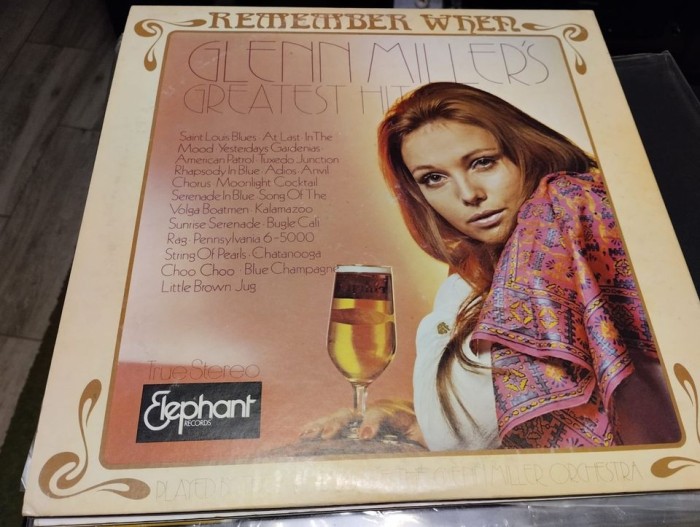 REMEMBER WHEN
GLENN MILLER'S
GREATEST HITS
Saint Louis Blues · At Last · In The
Mood · Yesterdays Gardenias
American Patrol · Tuxedo Junction
Rhapsody In Blue · Adios · Anvil
Chorus · Moonlight Cocktail
Serenade In Blue · Song Of The
Volga Boatmen · Kalamazoo
Sunrise Serenade · Bugle Call
Rag · Pennsylvania 6-5000
String Of Pearls · Chatanooga
Choo Choo · Blue Champagne
Little Brown Jug
True Stereo
Elephant
RECORDS
PLAYED BY MILLER ORCHESTRA